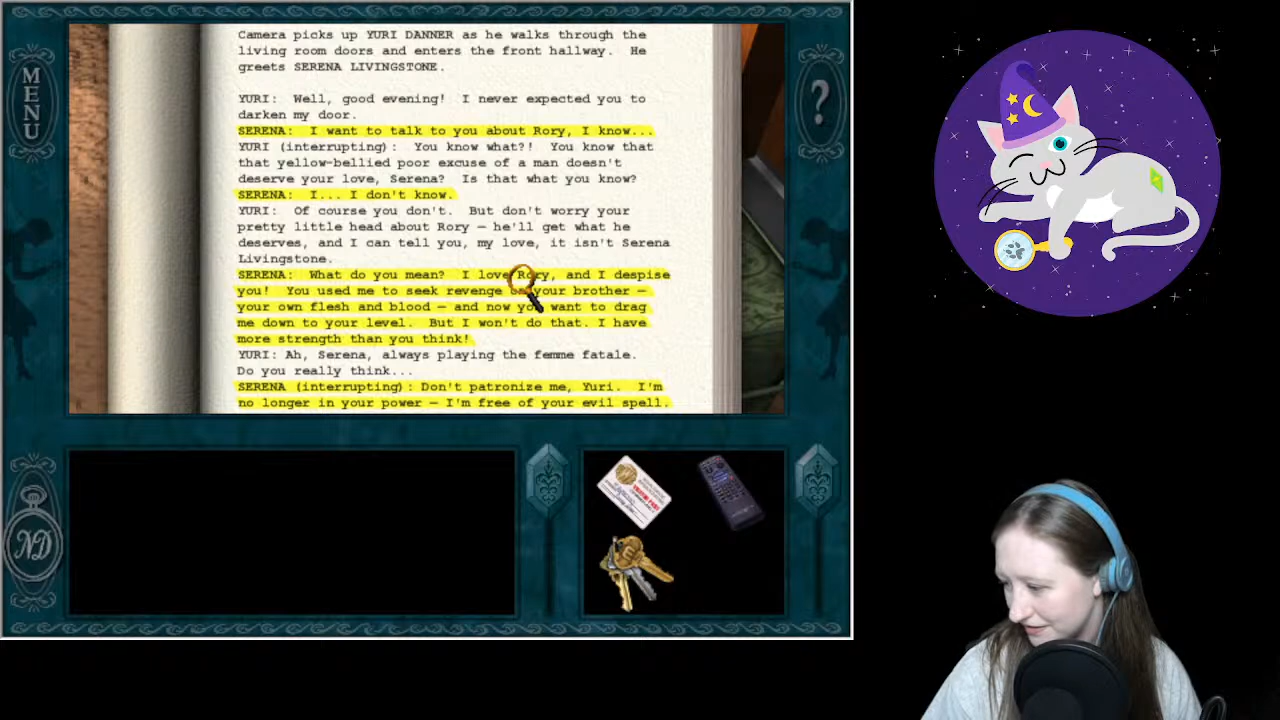 Camera picks up YURI DANNER as he walks through the
living room doors and enters the front hallway. He
greets SERENA LIVINGSTONE.
YURI: Well, good evening! I never expected you to
darken my door.
SERENA: I want to talk to you about Rory, I know...
YURI (interrupting): You know what?! You know that
that yellow-bellied poor excuse of a man doesn't
deserve your love, Serena? Is that what you know?
SERENA: I... I don't know.
YURI: Of course you don't. But don't worry your
pretty little head about Rory — he'll get what he
deserves, and I can tell you, my love, it isn't Serena
Livingstone.
SERENA: What do you mean? I love Rory, and I despise
you! You used me to seek revenge on your brother —
your own flesh and blood — and now you want to drag
me down to your level. But I won't do that. I have
more strength than you think!
YURI: Ah, Serena, always playing the femme fatale.
Do you really think...
SERENA (interrupting): Don't patronize me, Yuri. I'm
no longer in your power — I'm free of your evil spell.
MENU
?
ND